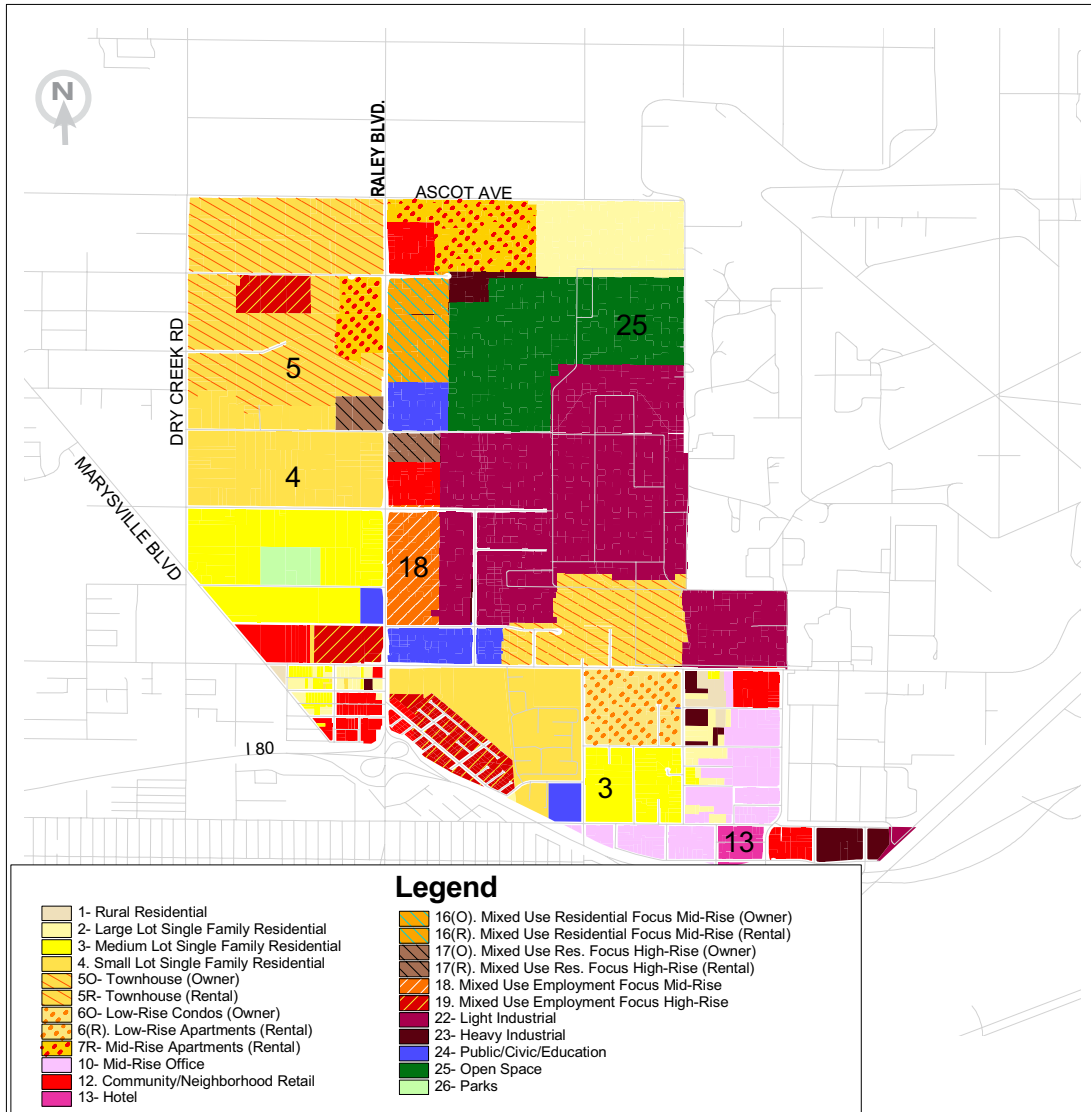 N
RALEY BLVD.
ASCOT AVE
DRY CREEK RD
25
5
4
MARYSVILLE BLVD
18
I 80
3
13
Legend
1- Rural Residential
2- Large Lot Single Family Residential
3- Medium Lot Single Family Residential
4. Small Lot Single Family Residential
5O- Townhouse (Owner)
5R- Townhouse (Rental)
6O- Low-Rise Condos (Owner)
6(R). Low-Rise Apartments (Rental)
7R- Mid-Rise Apartments (Rental)
10- Mid-Rise Office
12. Community/Neighborhood Retail
13- Hotel
16(O). Mixed Use Residential Focus Mid-Rise (Owner)
16(R). Mixed Use Residential Focus Mid-Rise (Rental)
17(O). Mixed Use Res. Focus High-Rise (Owner)
17(R). Mixed Use Res. Focus High-Rise (Rental)
18. Mixed Use Employment Focus Mid-Rise
19. Mixed Use Employment Focus High-Rise
22- Light Industrial
23- Heavy Industrial
24- Public/Civic/Education
25- Open Space
26- Parks